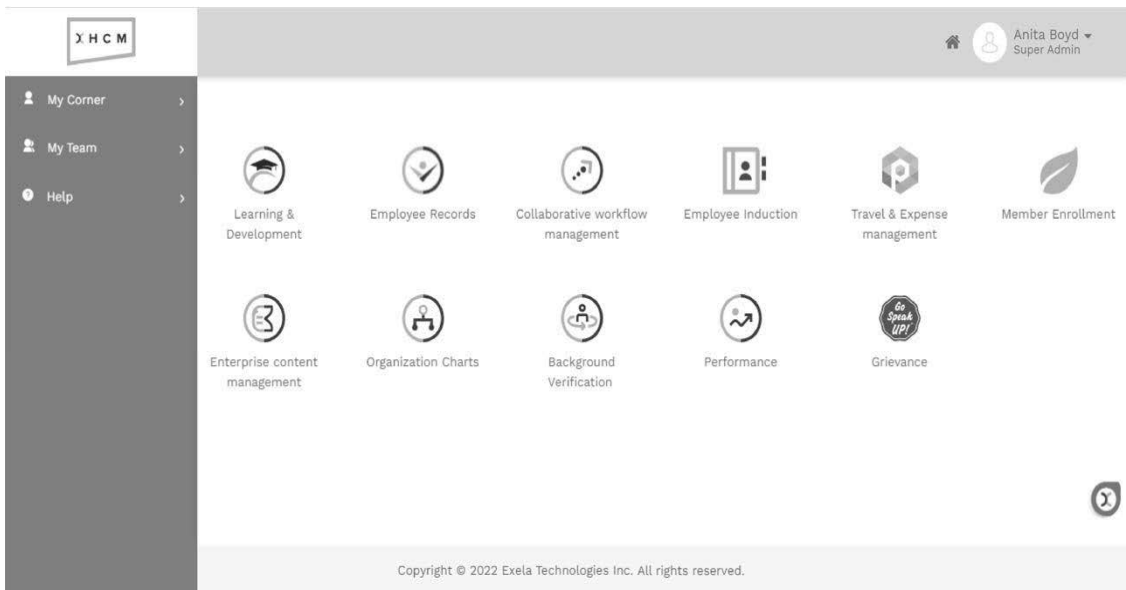 XHCM
Anita Boyd
Super Admin
My Corner
My Team
Help
Learning &
Development
Employee Records
Collaborative workflow
management
Employee Induction
Travel & Expense
management
Member Enrollment
Enterprise content
management
Organization Charts
Background
Verification
Performance
Go
Speak
UP!
Grievance
Copyright © 2022 Exela Technologies Inc. All rights reserved.